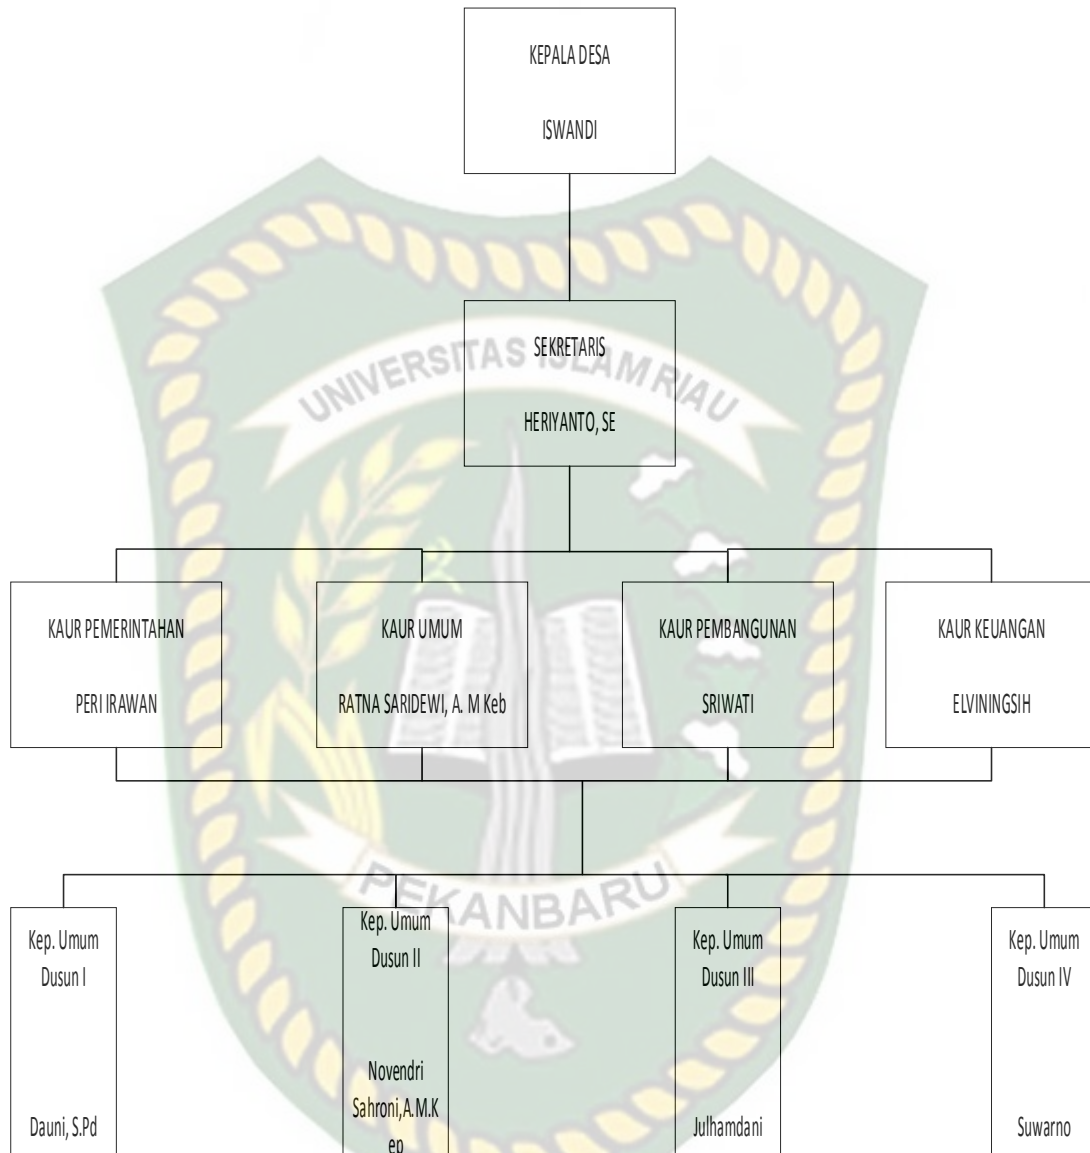 KEPALA DESA
ISWANDI
UNIVERSITAS ISLAM RIAU
SEKRETARIS
HERIYANTO, SE
KAUR PEMERINTAHAN
PERI IRAWAN
KAUR UMUM
RATNA SARIDEWI, A. M Keb
KAUR PEMBANGUNAN
SRIWATI
KAUR KEUANGAN
ELVININGSIH
PEKANBARU
Kep. Umum
Dusun I
Dauni, S.Pd
Kep. Umum
Dusun II
Novendri
Sahroni,A.M.K
ep
Kep. Umum
Dusun III
Julhamdani
Kep. Umum
Dusun IV
Suwarno